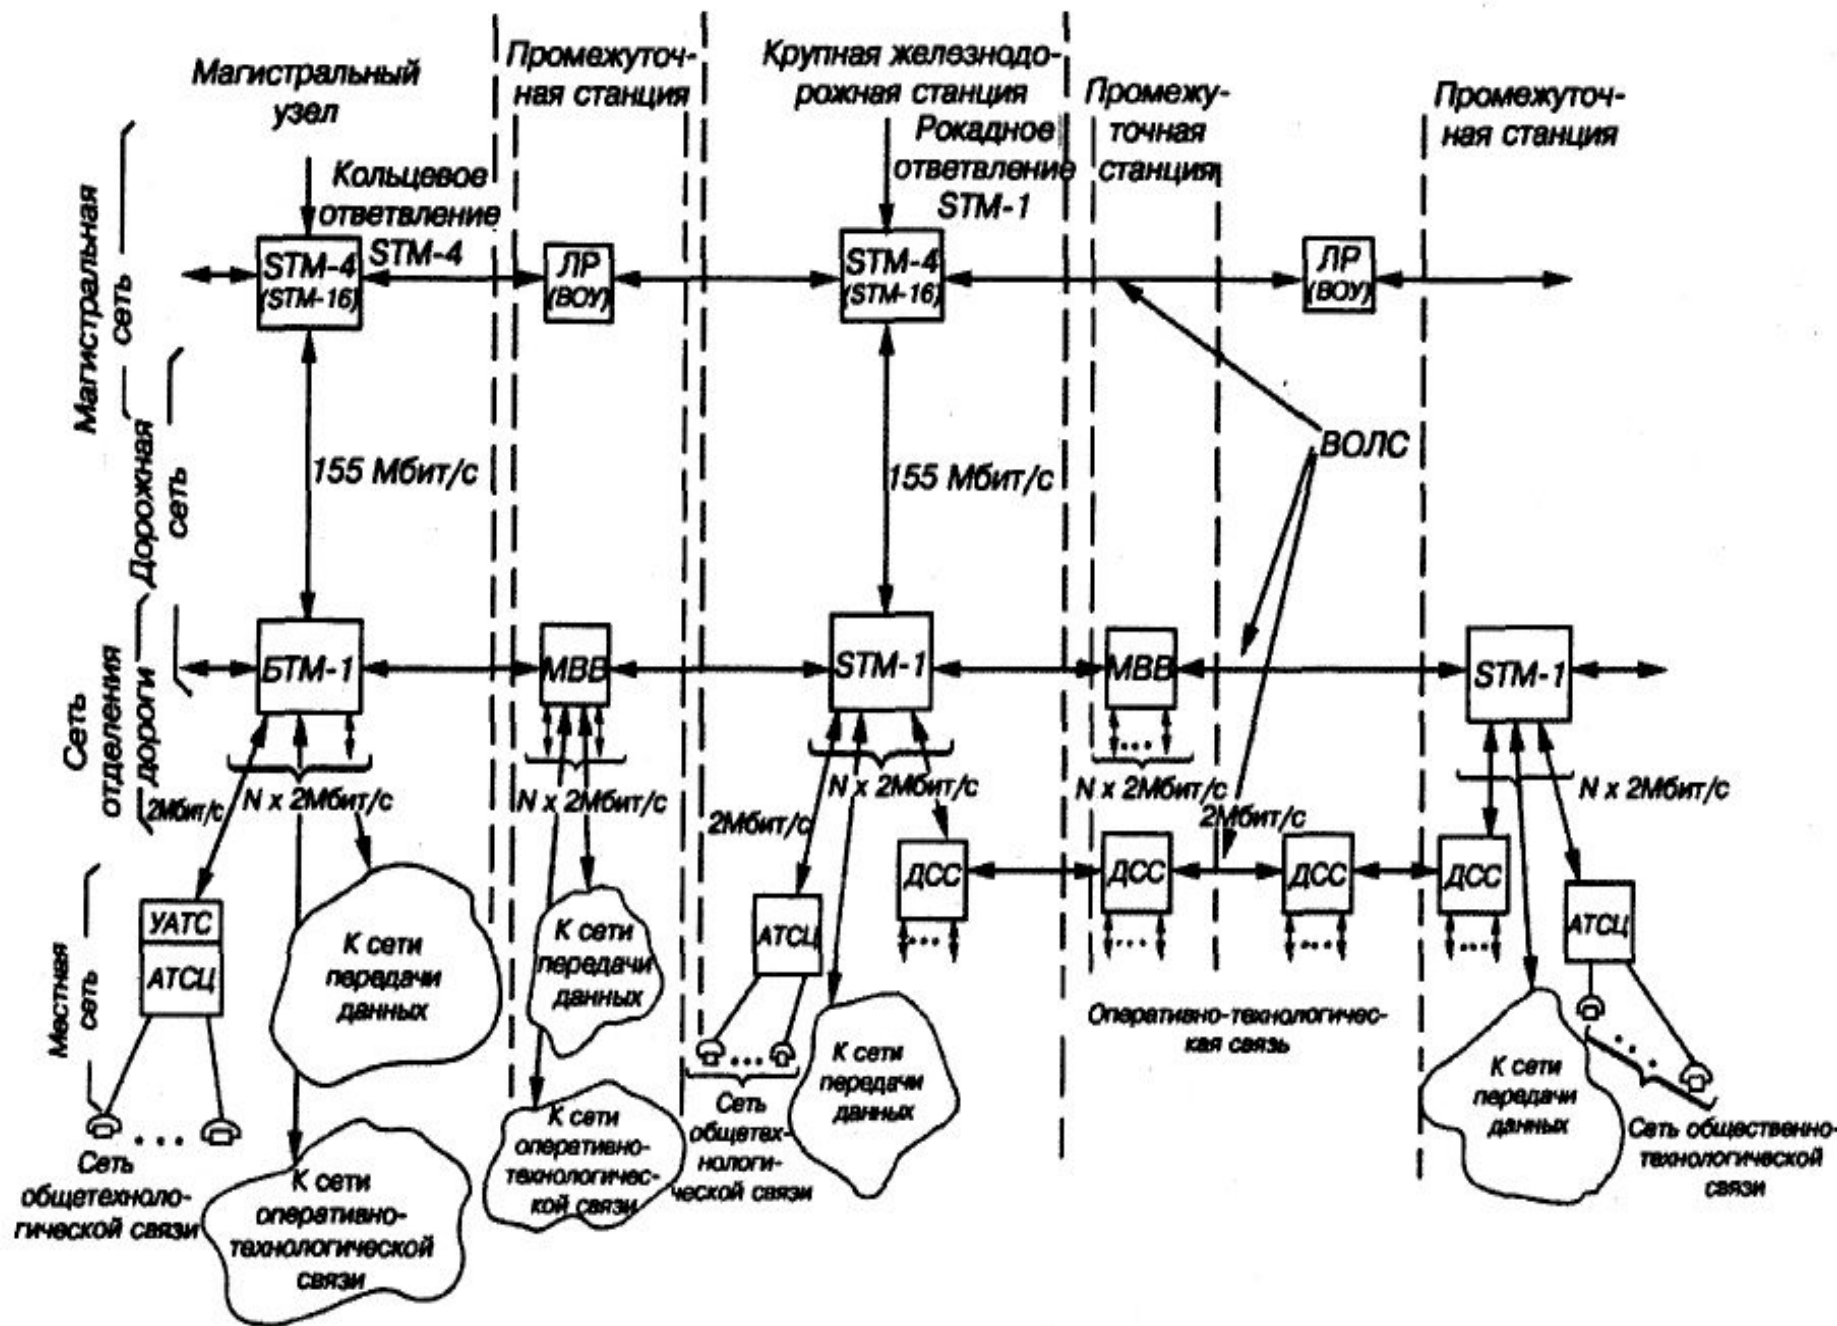 Магистральный
узел
Промежуточ-
ная станция
Крупная железнодо-
рожная станция
Промежу-
точная
станция
Промежуточ-
ная станция
Кольцевое
ответвление
STM-4
Рокадное
ответвление
STM-1
Магистральная
сеть
STM-4
(STM-16)
ЛР
(ВОУ)
STM-4
(STM-16)
ЛР
(ВОУ)
Дорожная
сеть
155 Мбит/с
155 Мбит/с
ВОЛС
Сеть
отделения
дороги
БТМ-1
МВВ
STM-1
МВВ
STM-1
2Мбит/с
N x 2Мбит/с
N x 2Мбит/с
2Мбит/с
N x 2Мбит/с
N x 2Мбит/с
2Мбит/с
N x 2Мбит/с
Местная
сеть
УАТС
АТСЦ
К сети
передачи
данных
К сети
передачи
данных
АТСЦ
ДСС
...
ДСС
...
ДСС
...
ДСС
...
АТСЦ
...
Оперативно-технологичес-
кая связь
...
Сеть
общетехноло-
гической связи
К сети
оперативно-
технологической
связи
К сети
оперативно-
технологичес-
кой связи
...
Сеть
общетех-
нологи-
ческой связи
К сети
передачи
данных
К сети
передачи
данных
...
Сеть общественно-
технологической
связи